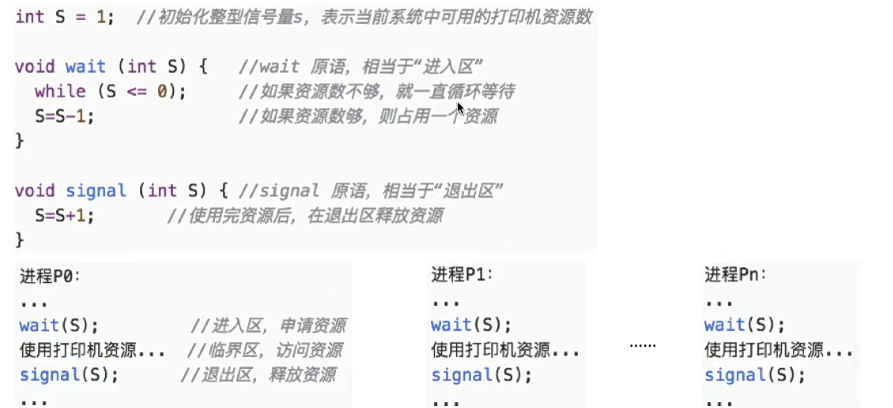 int S = 1;  //初始化整型信号量s，表示当前系统中可用的打印机资源数
void wait (int S) {   //wait 原语，相当于“进入区”
while (S <= 0);      //如果资源数不够，就一直循环等待
S=S-1;               //如果资源数够，则占用一个资源
}
void signal (int S) { //signal 原语，相当于“退出区”
S=S+1;        //使用完资源后，在退出区释放资源
}
进程P0：
...
wait(S);          //进入区，申请资源
使用打印机资源...  //临界区，访问资源
signal(S);       //退出区，释放资源
...
进程P1：
...
wait(S);
使用打印机资源...
signal(S);
...
......
进程Pn：
...
wait(S);
使用打印机资源...
signal(S);
...